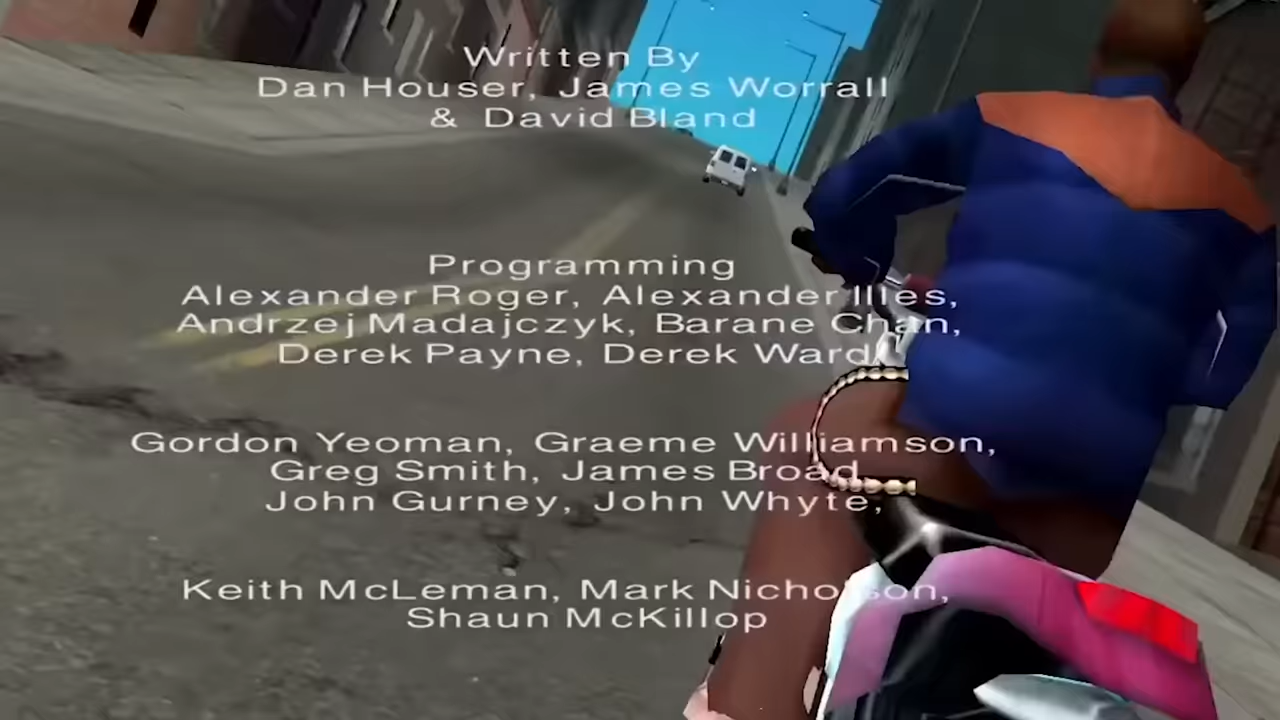 Written By
Dan Houser, James Worrall
& David Bland
Programming
Alexander Roger, Alexander Illes,
Andrzej Madajczyk, Barane Chan,
Derek Payne, Derek Ward
Gordon Yeoman, Graeme Williamson,
Greg Smith, James Broad
John Gurney, John Whyte,
Keith McLeman, Mark Nicholson,
Shaun McKillop